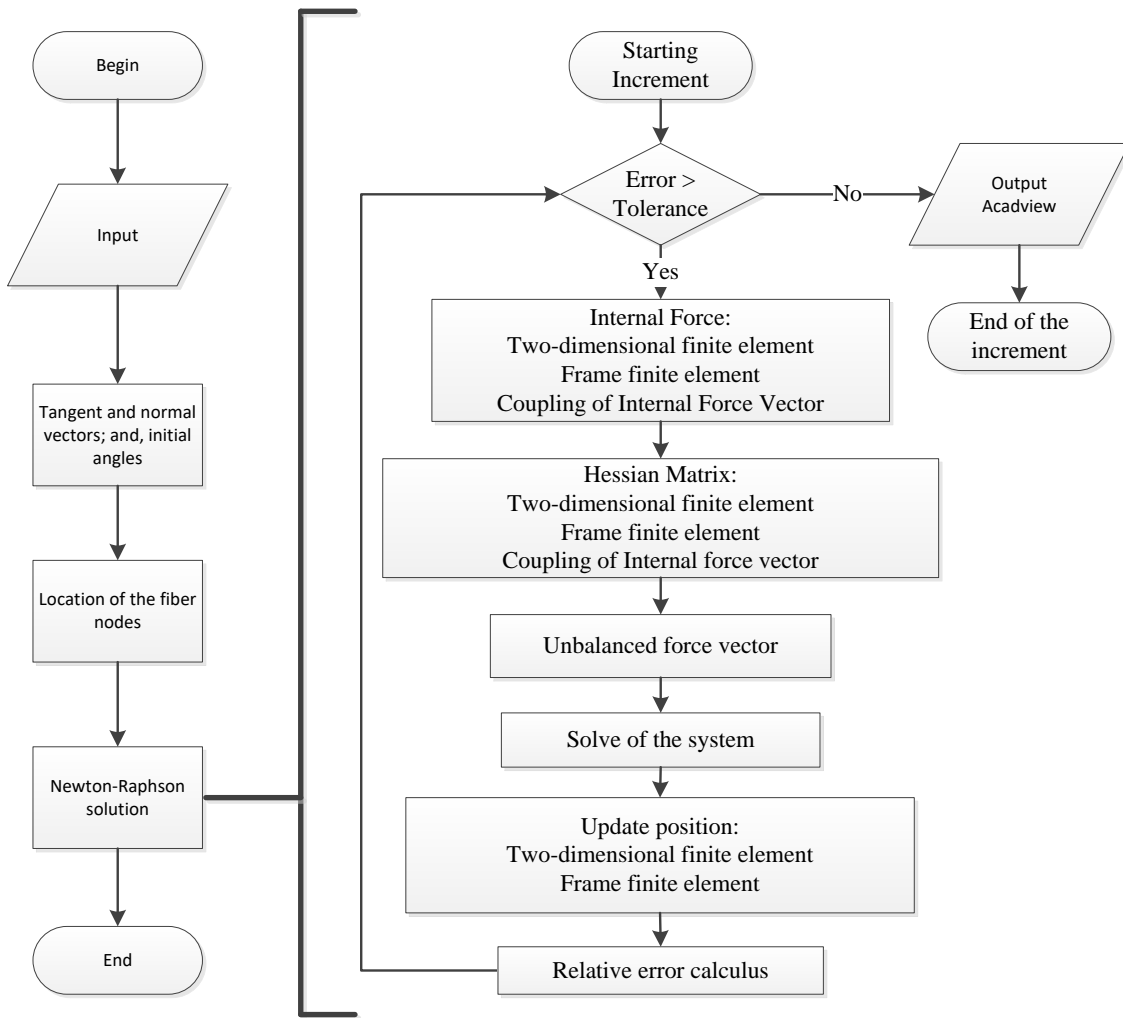 Begin
Input
Tangent and normal
vectors; and, initial
angles
Location of the fiber
nodes
Newton-Raphson
solution
End
Starting
Increment
Error >
Tolerance
No
Output
Acadview
End of the
increment
Yes
Internal Force:
Two-dimensional finite element
Frame finite element
Coupling of Internal Force Vector
Hessian Matrix:
Two-dimensional finite element
Frame finite element
Coupling of Internal force vector
Unbalanced force vector
Solve of the system
Update position:
Two-dimensional finite element
Frame finite element
Relative error calculus